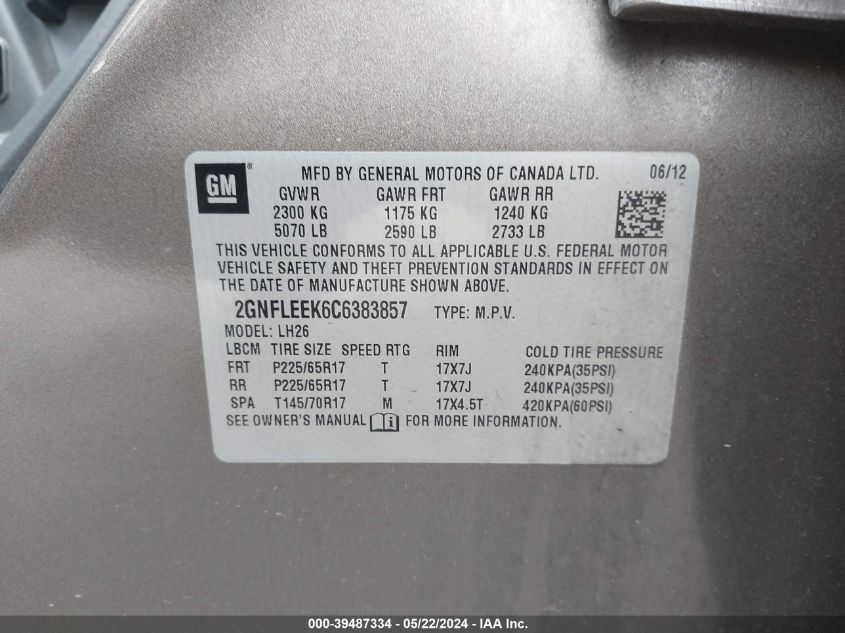 GM ® MFD BY GENERAL MOTORS OF CANADA LTD. 06/12
GVWR GAWR FRT GAWR RR
2300 KG 1175 KG 1240 KG
5070 LB 2590 LB 2733 LB
THIS VEHICLE CONFORMS TO ALL APPLICABLE U.S. FEDERAL MOTOR
VEHICLE SAFETY AND THEFT PREVENTION STANDARDS IN EFFECT ON
THE DATE OF MANUFACTURE SHOWN ABOVE.
2GNFLEEK6C6383857 TYPE: M.P.V.
MODEL: LH26
LBCM TIRE SIZE SPEED RTG RIM COLD TIRE PRESSURE
FRT P225/65R17 T 17X7J 240KPA(35PSI)
RR P225/65R17 T 17X7J 240KPA(35PSI)
SPA T145/70R17 M 17X4.5T 420KPA(60PSI)
SEE OWNER'S MANUAL FOR MORE INFORMATION.
000-39487334 - 05/22/2024 - IAA Inc.